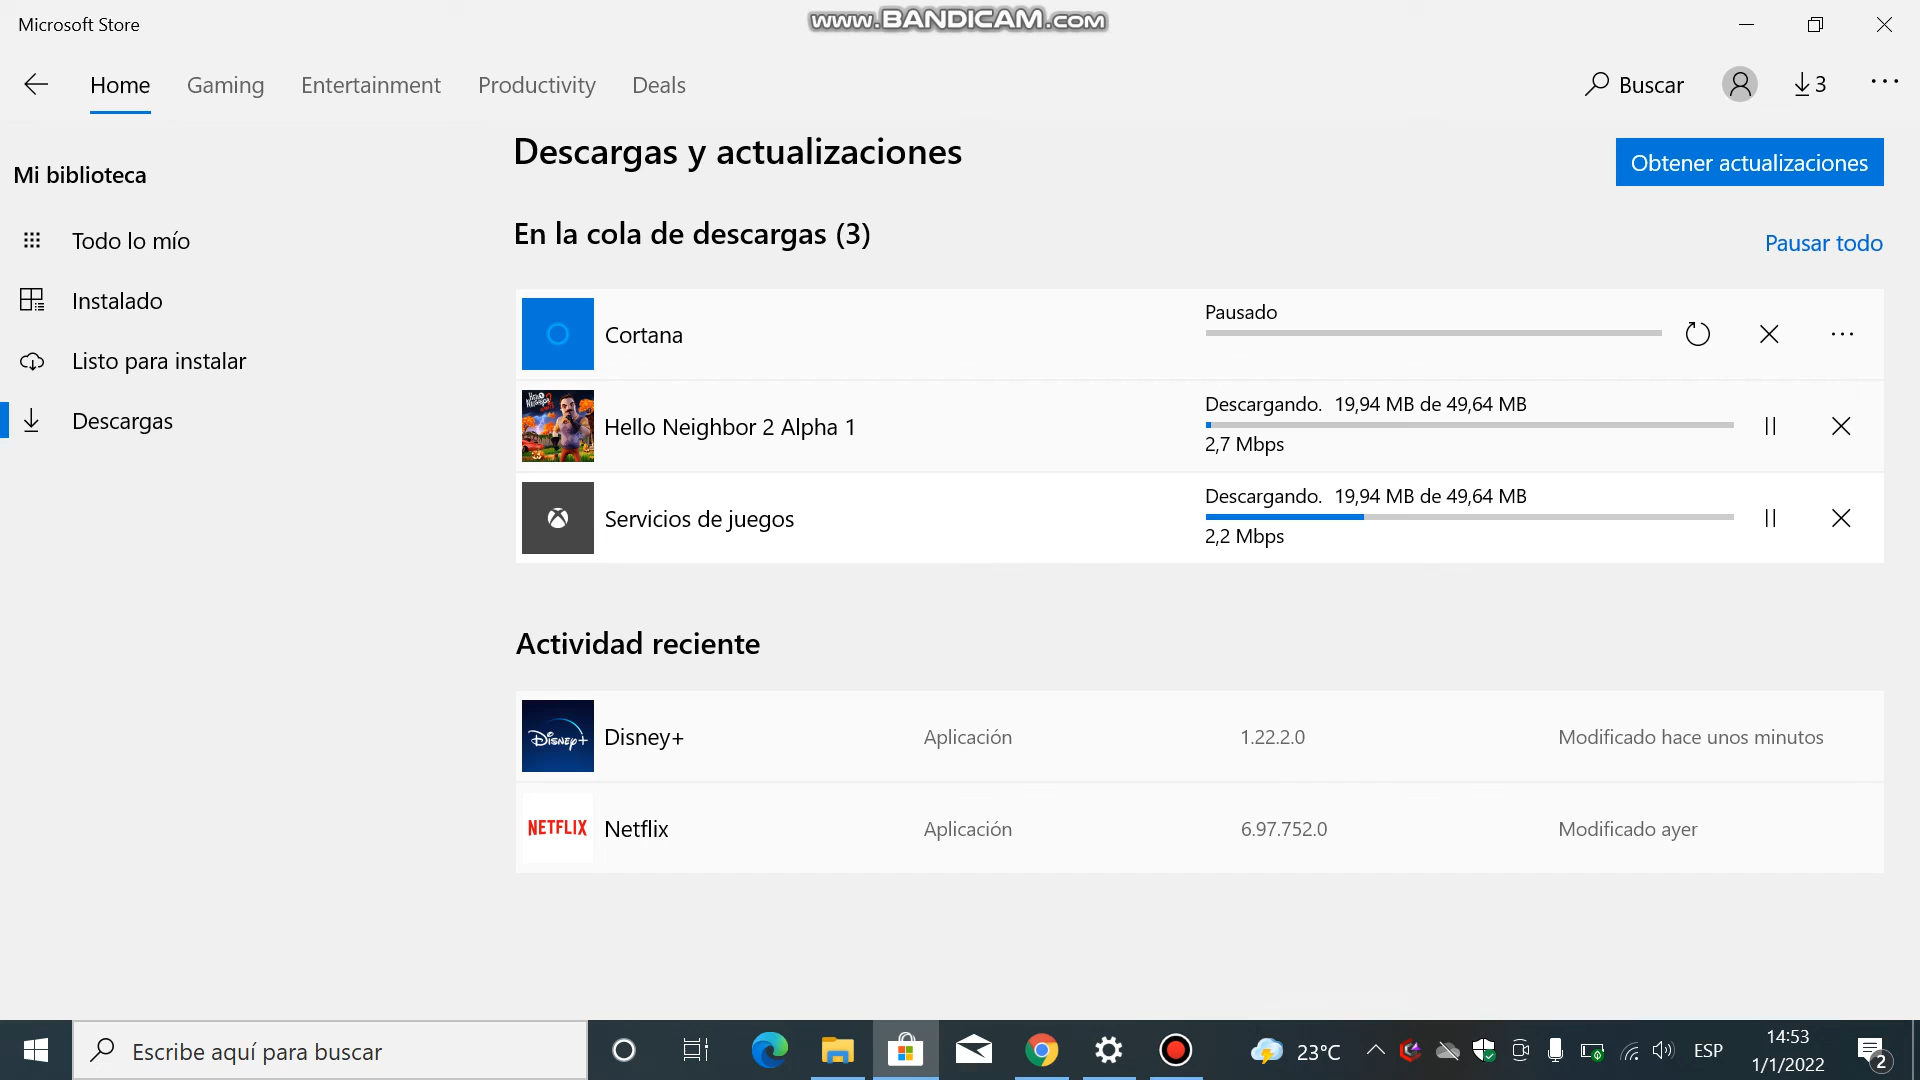 Microsoft Store
www.BANDICAM.com
Home Gaming Entertainment Productivity Deals
Buscar
3
Mi biblioteca
Todo lo mío
Instalado
Listo para instalar
Descargas
Descargas y actualizaciones
Obtener actualizaciones
En la cola de descargas (3)
Pausar todo
Cortana
Pausado
Hello Neighbor 2 Alpha 1
Descargando. 19,94 MB de 49,64 MB
2,7 Mbps
Servicios de juegos
Descargando. 19,94 MB de 49,64 MB
2,2 Mbps
Actividad reciente
Disney+
Disney+ Aplicación 1.22.2.0 Modificado hace unos minutos
NETFLIX
Netflix Aplicación 6.97.752.0 Modificado ayer
Escribe aquí para buscar
23°C
ESP
14:53
1/1/2022
2